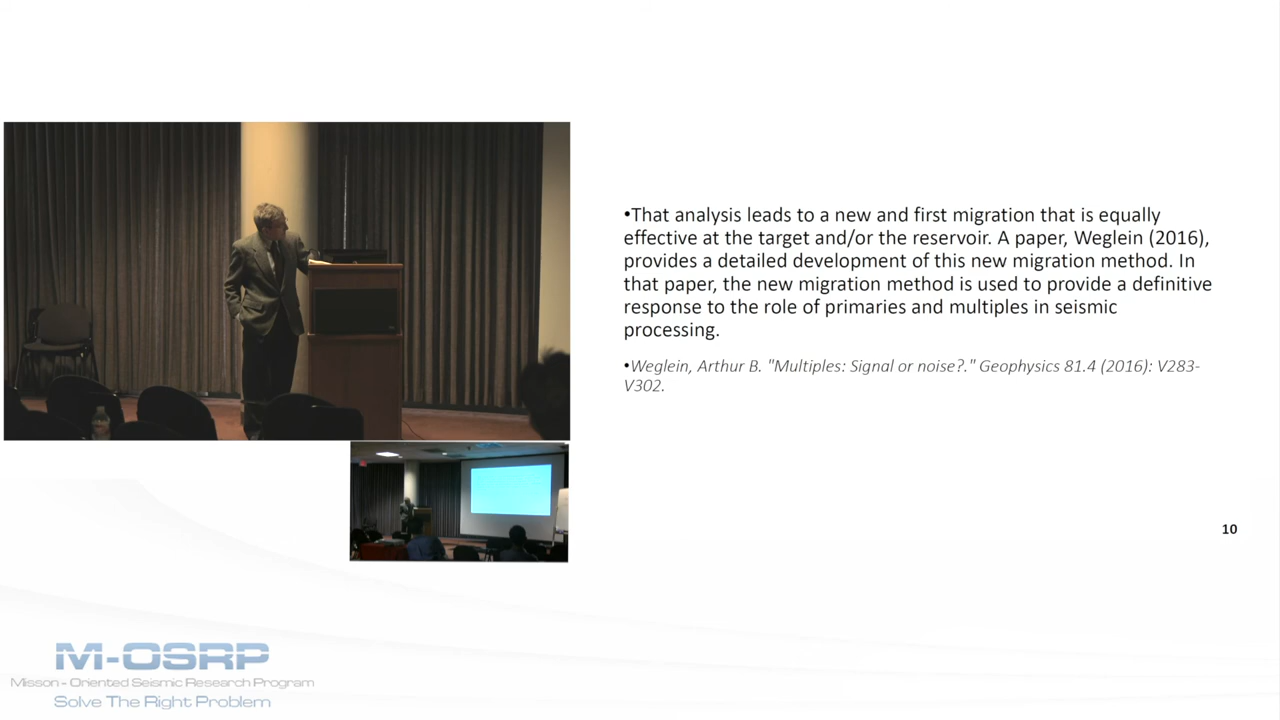 •That analysis leads to a new and first migration that is equally
effective at the target and/or the reservoir. A paper, Weglein (2016),
provides a detailed development of this new migration method. In
that paper, the new migration method is used to provide a definitive
response to the role of primaries and multiples in seismic
processing.
•Weglein, Arthur B. "Multiples: Signal or noise?." Geophysics 81.4 (2016): V283-
V302.
10
M-OSRP
Misson - Oriented Seismic Research Program
Solve The Right Problem